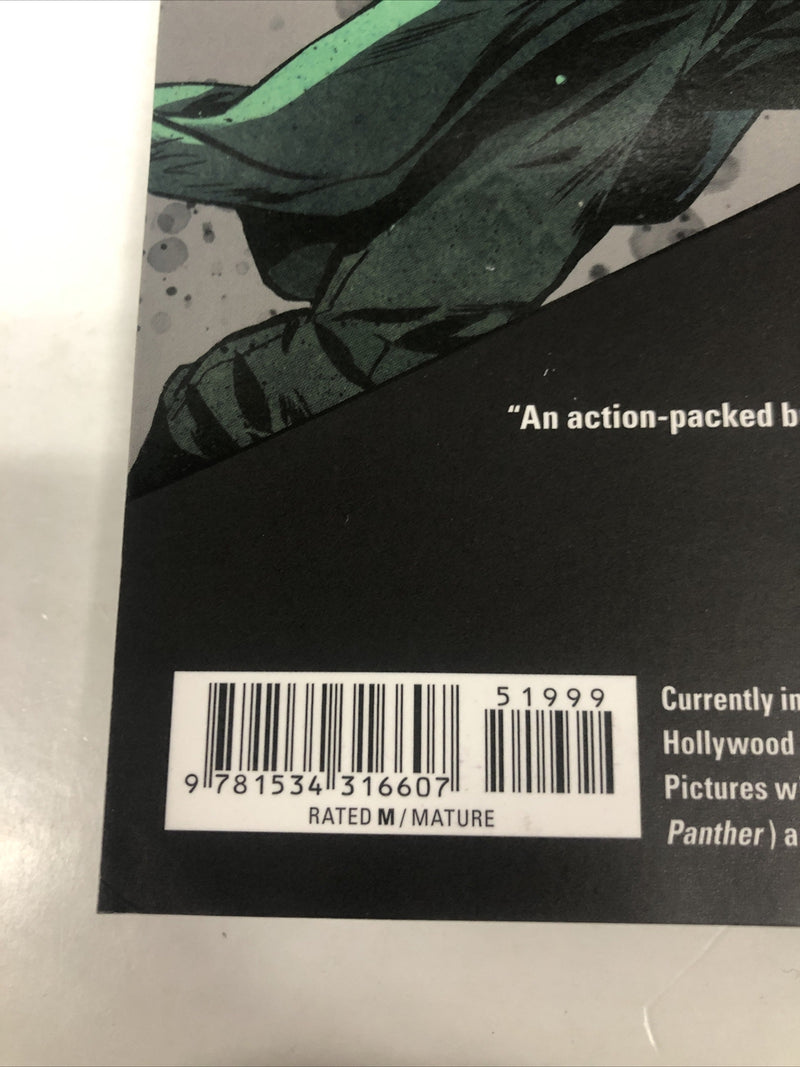 “An action-packed b
51999
9 781534 316607
RATED M / MATURE
Currently in
Hollywood
Pictures w
Panther) a